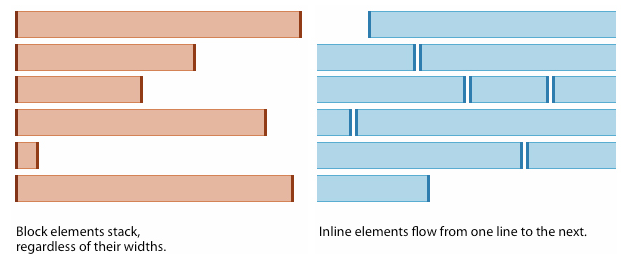 Block elements stack,
regardless of their widths.
Inline elements flow from one line to the next.